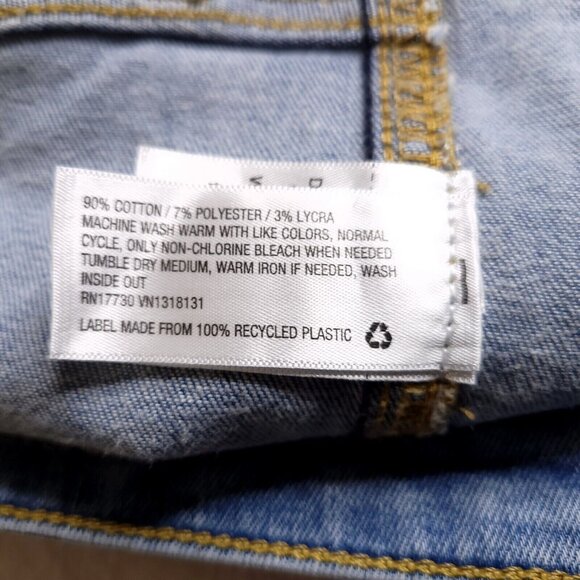 90% COTTON / 7% POLYESTER / 3% LYCRA
MACHINE WASH WARM WITH LIKE COLORS, NORMAL
CYCLE, ONLY NON-CHLORINE BLEACH WHEN NEEDED
TUMBLE DRY MEDIUM, WARM IRON IF NEEDED, WASH
INSIDE OUT
RN17730 VN1318131
LABEL MADE FROM 100% RECYCLED PLASTIC